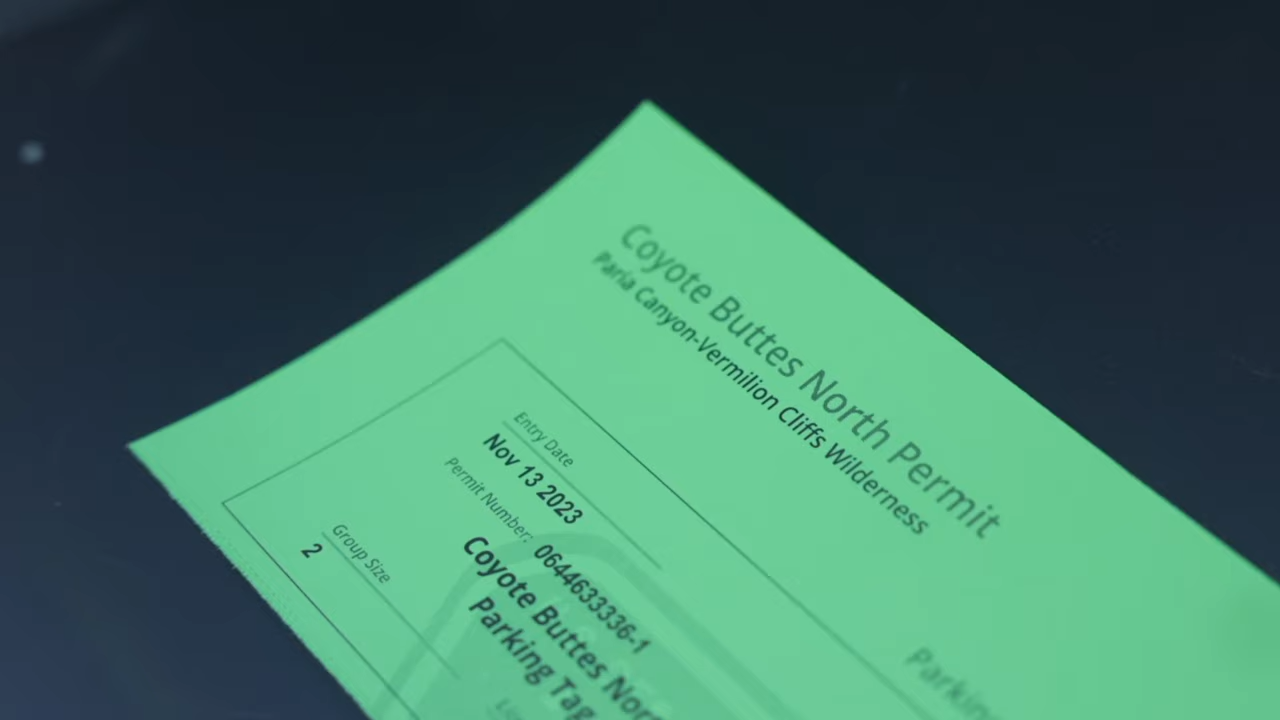 Coyote Buttes North Permit
Paria Canyon-Vermilion Cliffs Wilderness
Entry Date
Nov 13 2023
Permit Number: 0644633336-1
Group Size
2
Coyote Buttes Nor
Parking Tag
Parkin